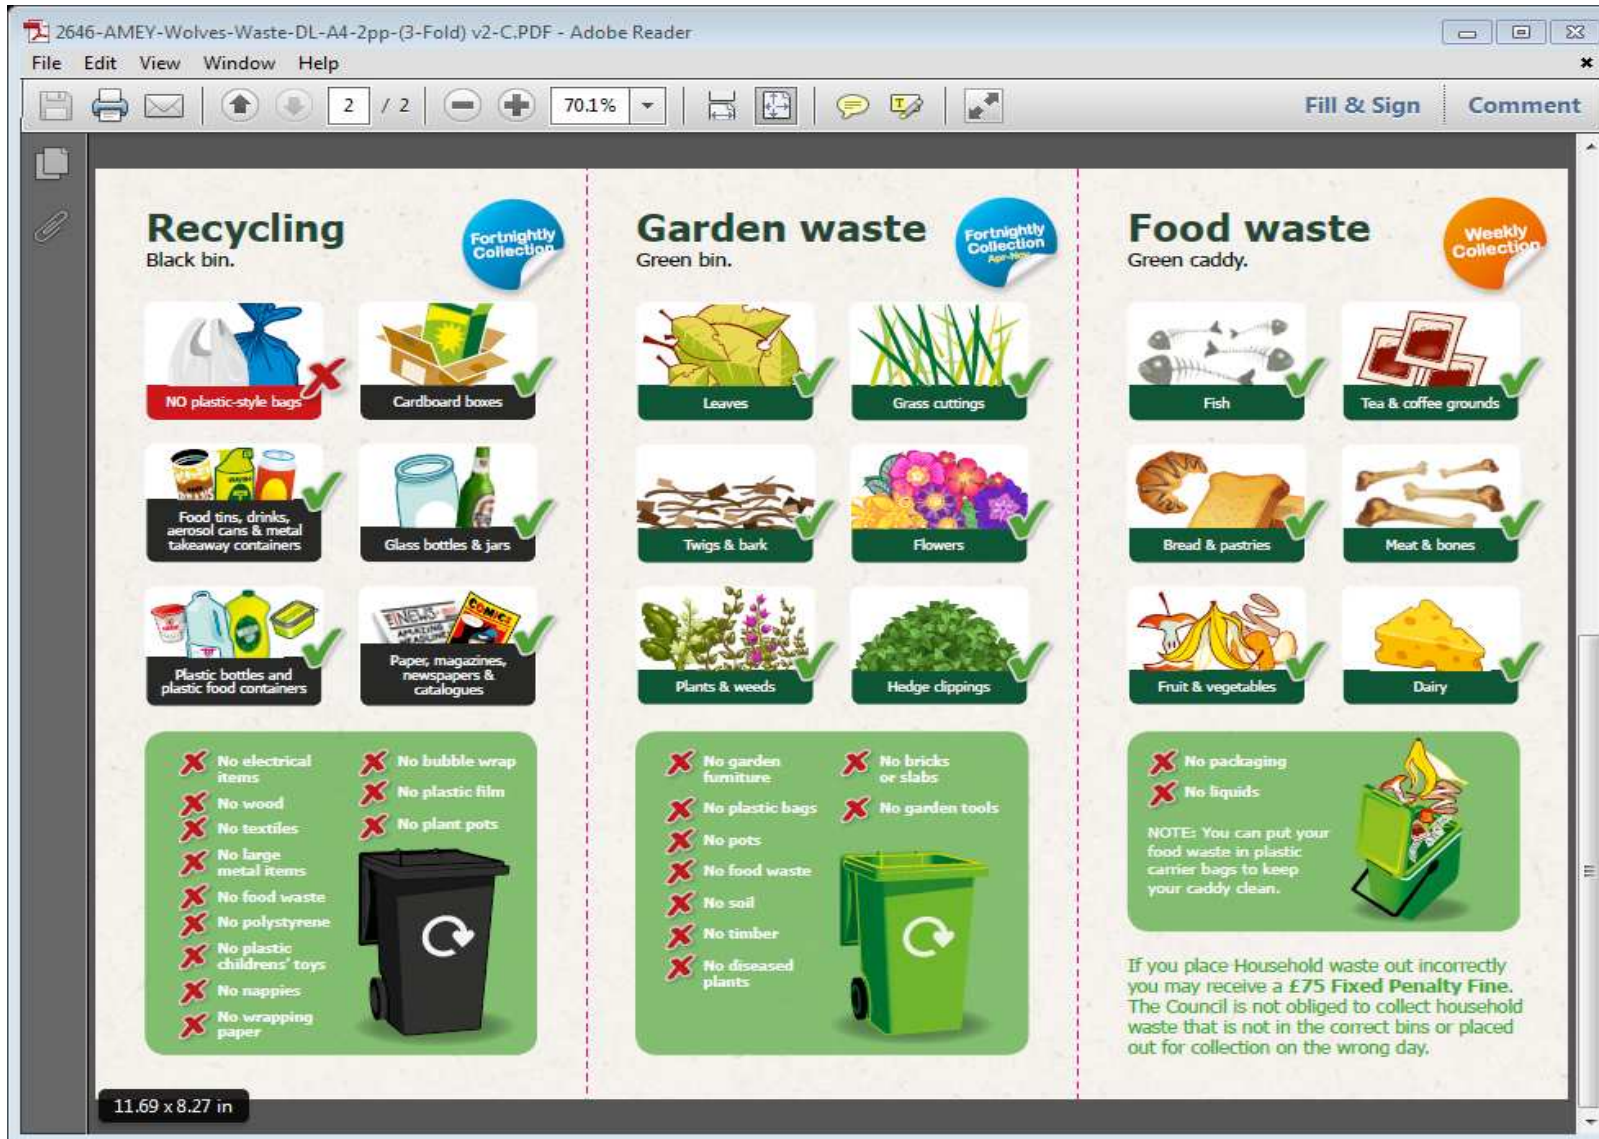 2646-AMEY-Wolves-Waste-DL-A4-2pp-(3-Fold) v2-C.PDF - Adobe Reader
File Edit View Window Help
2 / 2 70.1% Fill & Sign Comment
Recycling
Black bin.
Fortnightly
Collection
NO plastic-style bags
Cardboard boxes
Food tins, drinks,
aerosol cans & metal
takeaway containers
Glass bottles & jars
Plastic bottles and
plastic food containers
NEWS
AMAZING
HEADLINE
COMIC
Paper, magazines,
newspapers &
catalogues
No electrical
items
No wood
No textiles
No large
metal items
No food waste
No polystyrene
No plastic
childrens' toys
No nappies
No wrapping
paper
No bubble wrap
No plastic film
No plant pots
Garden waste
Green bin.
Fortnightly
Collection
Apr-Nov
Leaves
Grass cuttings
Twigs & bark
Flowers
Plants & weeds
Hedge clippings
No garden
furniture
No plastic bags
No pots
No food waste
No soil
No timber
No diseased
plants
No bricks
or slabs
No garden tools
Food waste
Green caddy.
Weekly
Collection
Fish
Tea & coffee grounds
Bread & pastries
Meat & bones
Fruit & vegetables
Dairy
No packaging
No liquids
NOTE: You can put your
food waste in plastic
carrier bags to keep
your caddy clean.
If you place Household waste out incorrectly
you may receive a £75 Fixed Penalty Fine.
The Council is not obliged to collect household
waste that is not in the correct bins or placed
out for collection on the wrong day.
11.69 x 8.27 in